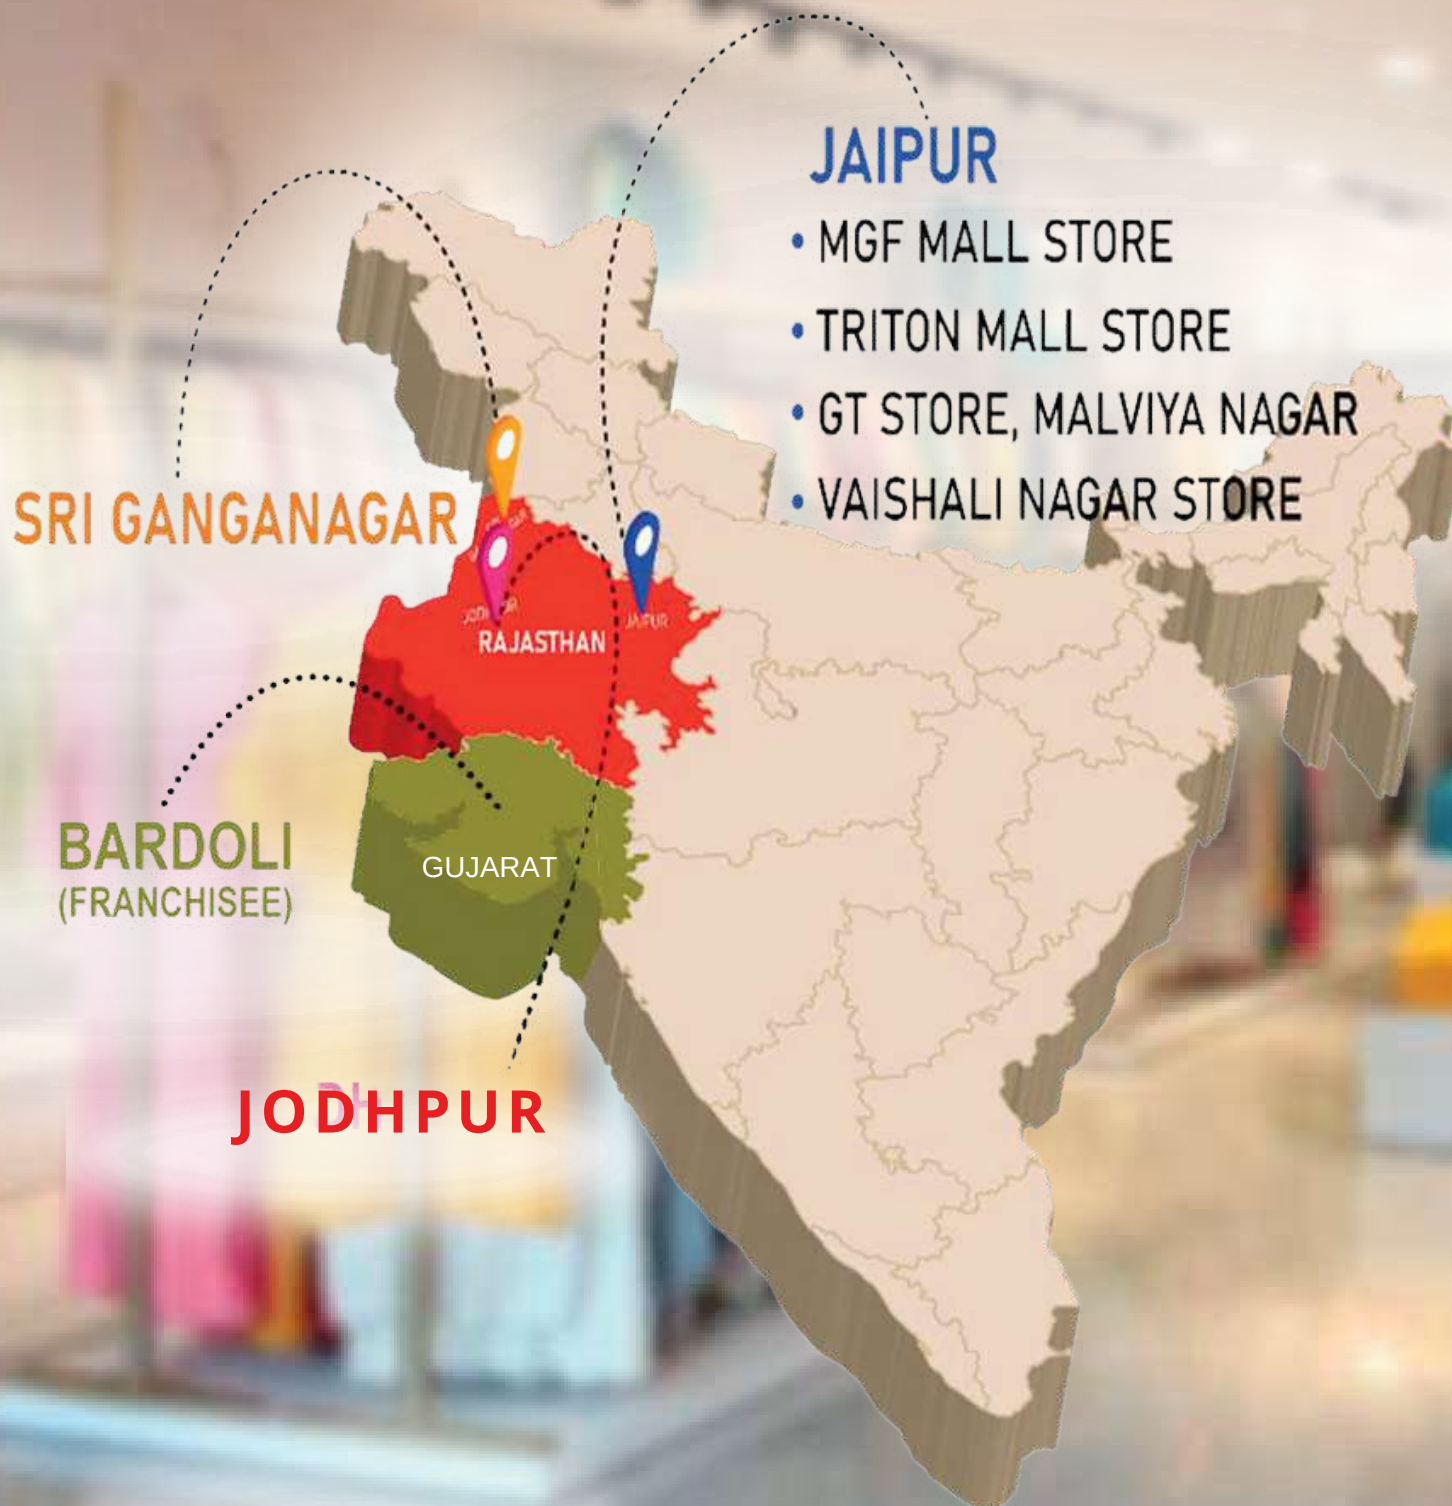 JAIPUR
• MGF MALL STORE
• TRITON MALL STORE
• GT STORE, MALVIYA NAGAR
• VAISHALI NAGAR STORE
SRI GANGANAGAR
JAIPUR
RAJASTHAN
BARDOLI
(FRANCHISEE)
GUJARAT
JODHPUR